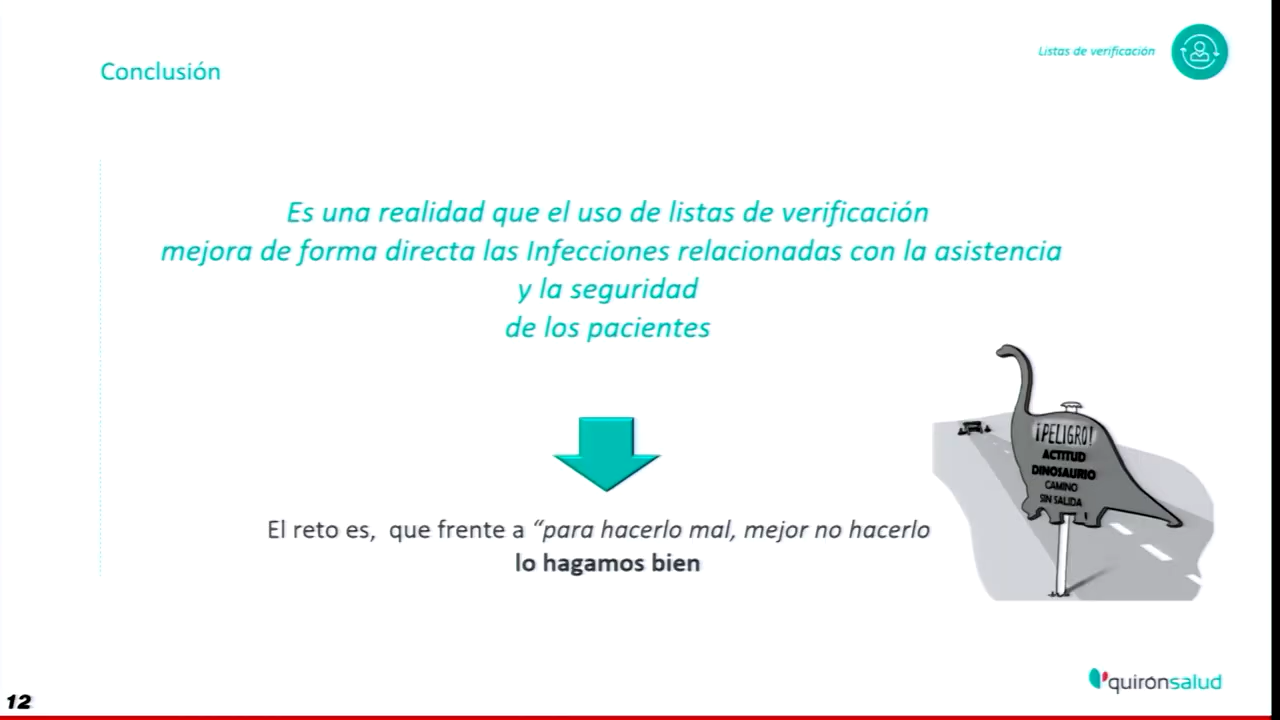 Listas de verificación
Conclusión
Es una realidad que el uso de listas de verificación
mejora de forma directa las Infecciones relacionadas con la asistencia
y la seguridad
de los pacientes
¡PELIGRO!
ACTITUD
DINOSAURIO
CAMINO
SIN SALIDA
El reto es, que frente a “para hacerlo mal, mejor no hacerlo
lo hagamos bien
quirónsalud
12